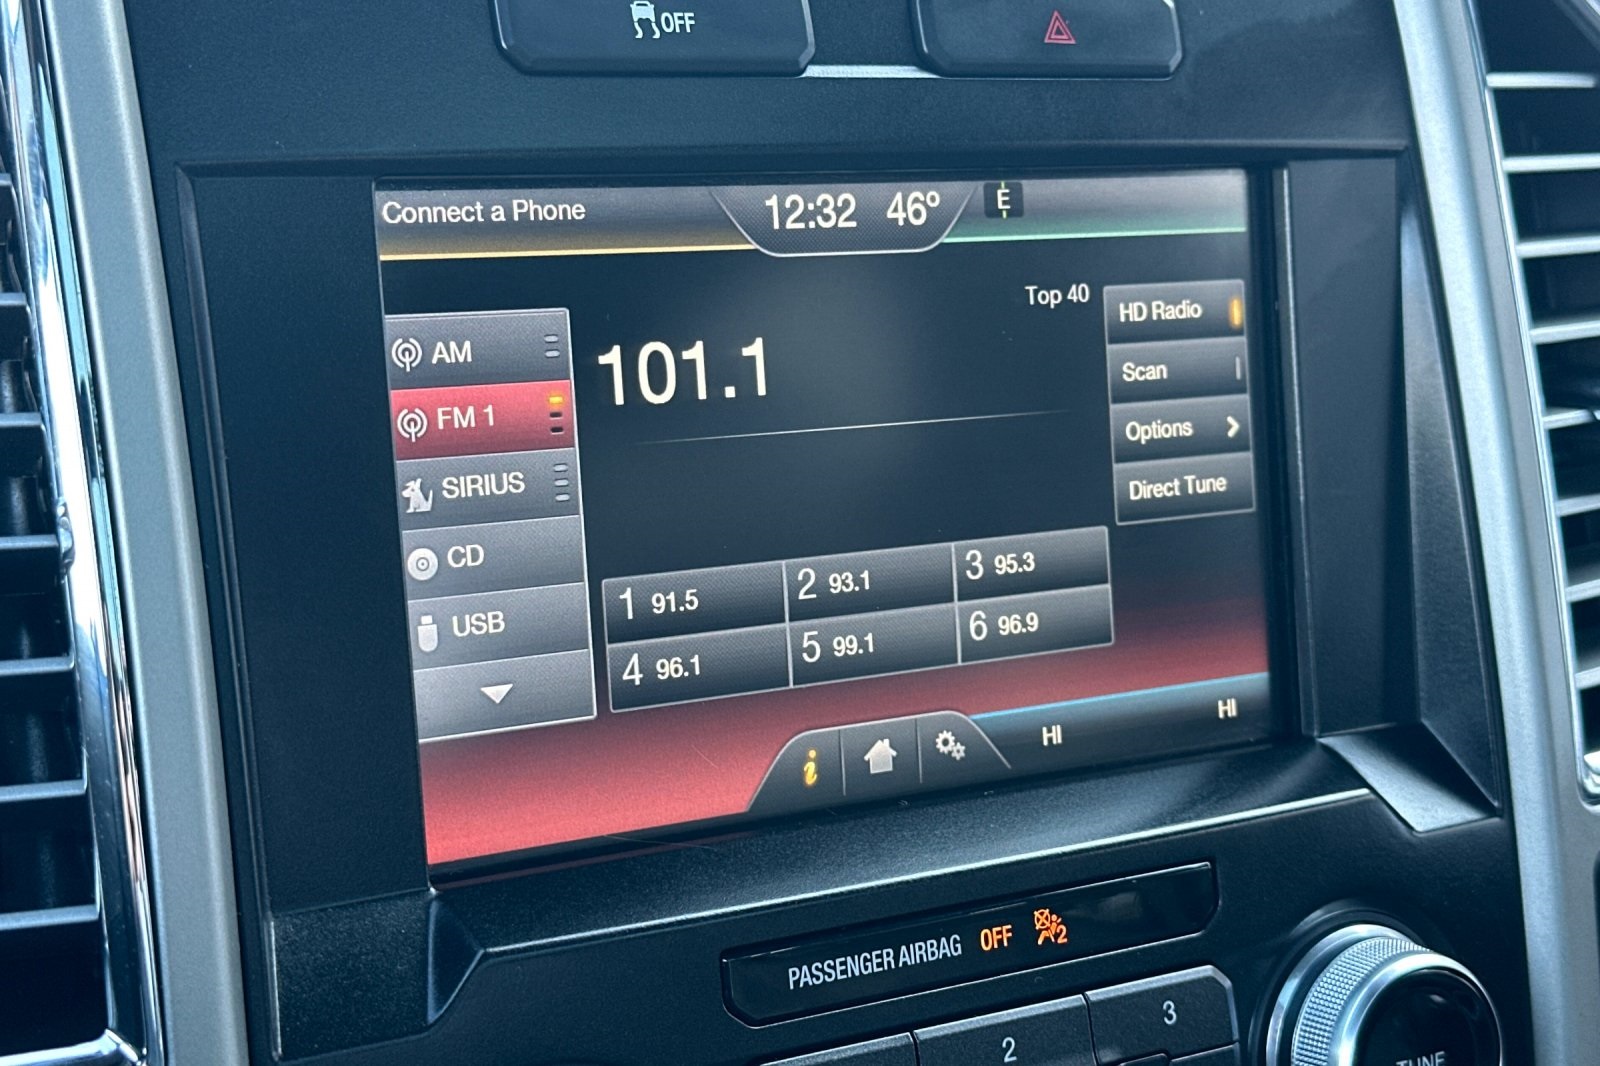 OFF
Connect a Phone
12:32 46°
E
Top 40
101.1
AM
FM 1
SIRIUS
CD
USB
HD Radio
Scan
Options
Direct Tune
1 91.5
2 93.1
3 95.3
4 96.1
5 99.1
6 96.9
i
HI
HI
PASSENGER AIRBAG OFF 2
2
3
TUNE